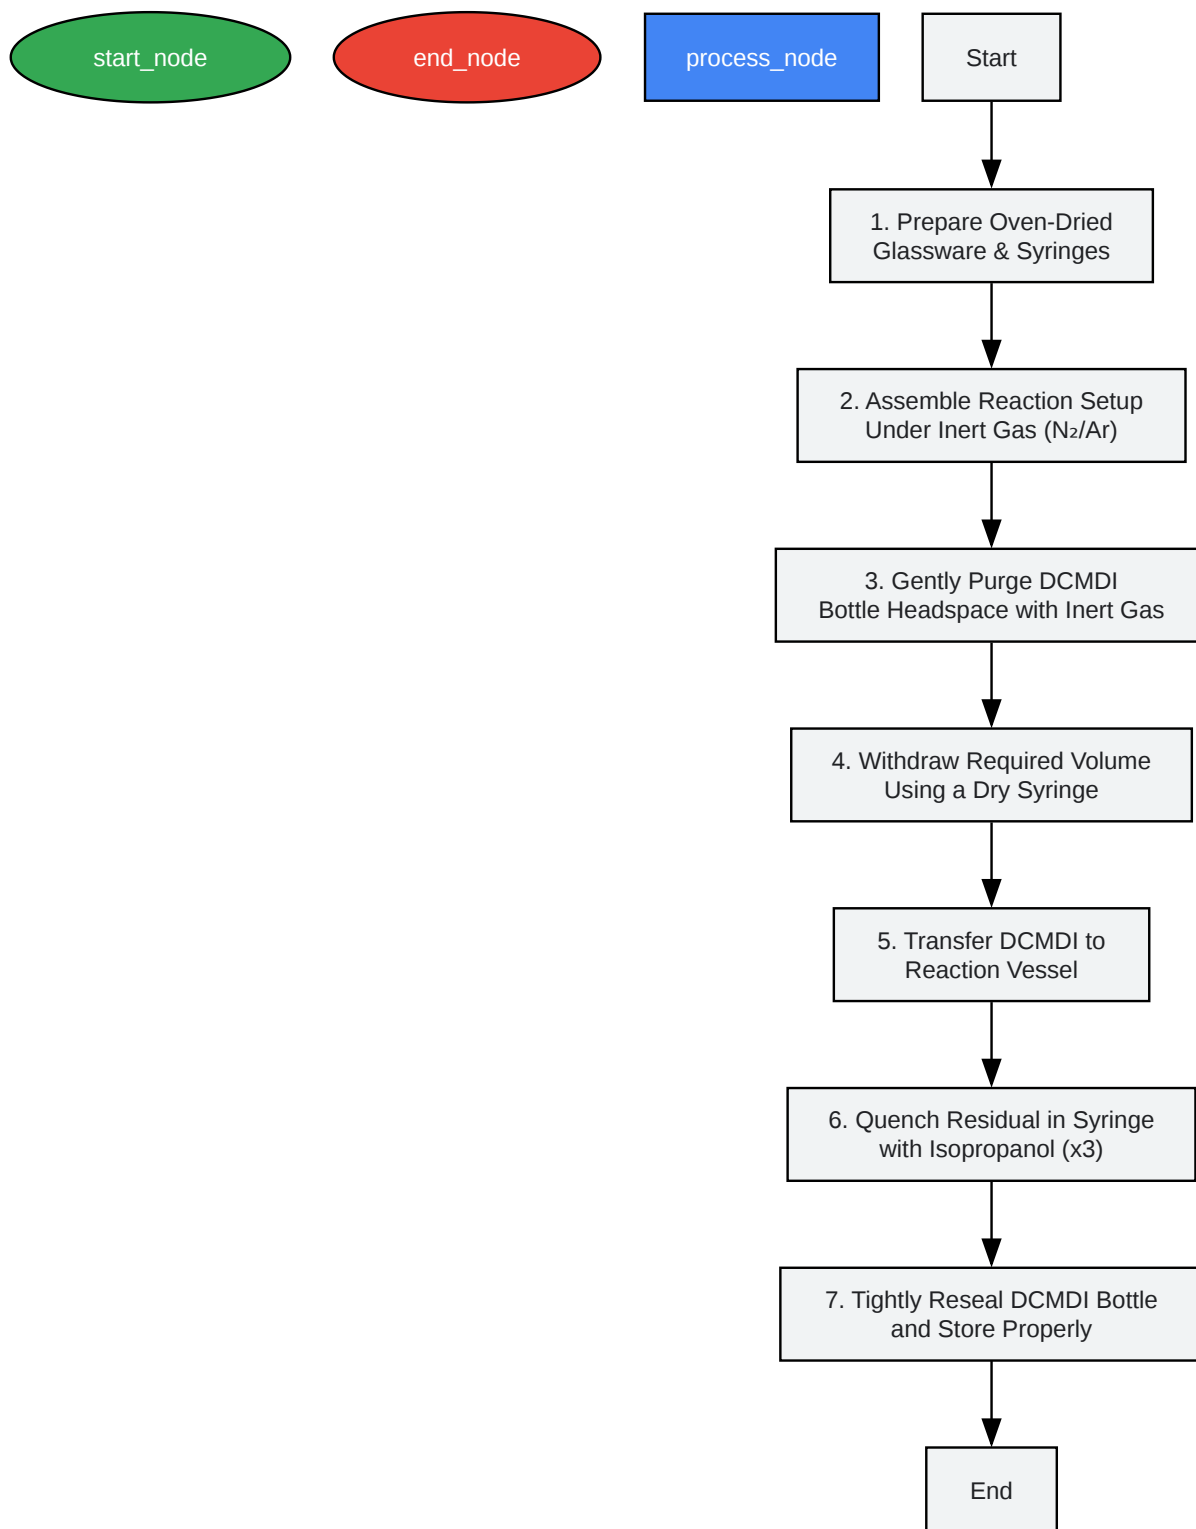 start_node
end_node
process_node
Start
1. Prepare Oven-Dried
Glassware & Syringes
2. Assemble Reaction Setup
Under Inert Gas (N₂/Ar)
3. Gently Purge DCMDI
Bottle Headspace with Inert Gas
4. Withdraw Required Volume
Using a Dry Syringe
5. Transfer DCMDI to
Reaction Vessel
6. Quench Residual in Syringe
with Isopropanol (x3)
7. Tightly Reseal DCMDI Bottle
and Store Properly
End